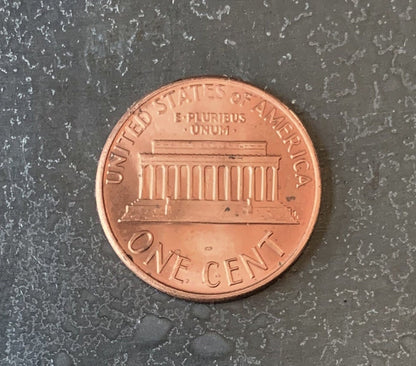 UNITED STATES OF AMERICA
E·PLURIBUS
·UNUM·
ONE CENT